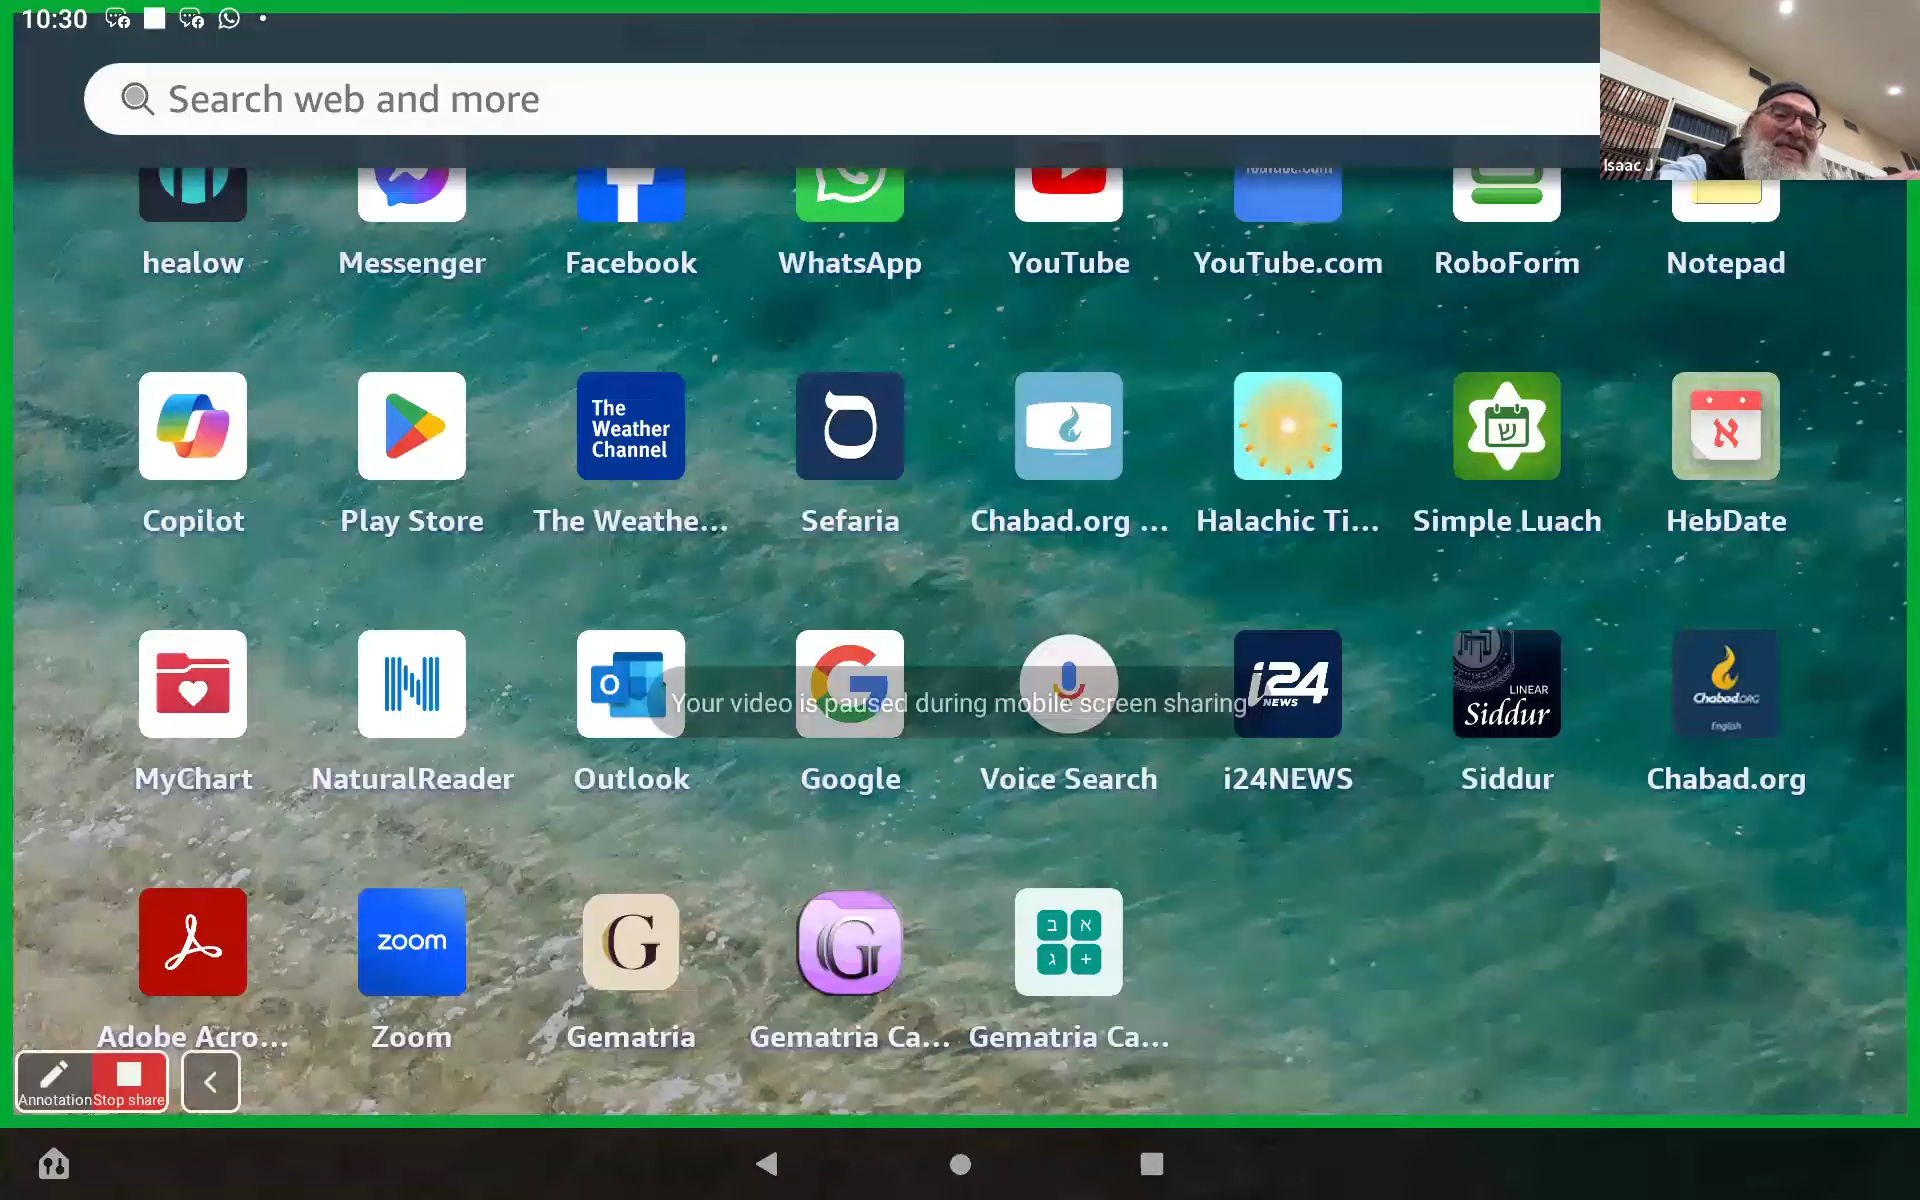 10:30
Search web and more
Isaac J
healow
Messenger
Facebook
WhatsApp
YouTube
YouTube.com
RoboForm
Notepad
The
Weather
Channel
ס
ש
א
Copilot
Play Store
The Weathe...
Sefaria
Chabad.org ...
Halachic Ti...
Simple Luach
HebDate
O
G
i24
NEWS
LINEAR
Siddur
Chabad.ORG
English
Your video is paused during mobile screen sharing
MyChart
NaturalReader
Outlook
Google
Voice Search
i24NEWS
Siddur
Chabad.org
zoom
G
G
ב א
ג +
Adobe Acro...
Zoom
Gematria
Gematria Ca...
Gematria Ca...
Annotation
Stop share